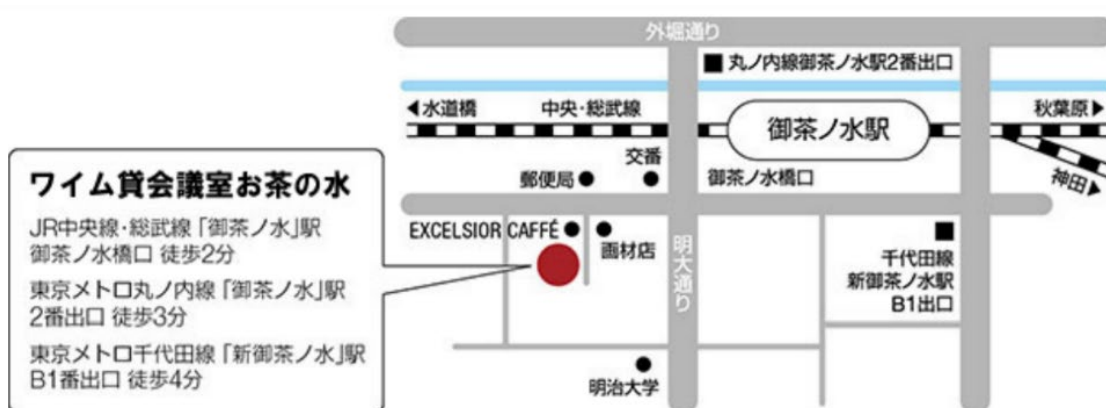 外堀通り
■ 丸ノ内線御茶ノ水駅2番出口
◀水道橋
中央・総武線
御茶ノ水駅
秋葉原▶
神田▶
交番
郵便局●
御茶ノ水橋口
EXCELSIOR CAFFÉ●
画材店
明大通り
千代田線
新御茶ノ水駅
B1出口
明治大学
ワイム貸会議室お茶の水
JR中央線・総武線「御茶ノ水」駅
御茶ノ水橋口 徒歩2分
東京メトロ丸ノ内線「御茶ノ水」駅
2番出口 徒歩3分
東京メトロ千代田線「新御茶ノ水」駅
B1番出口 徒歩4分